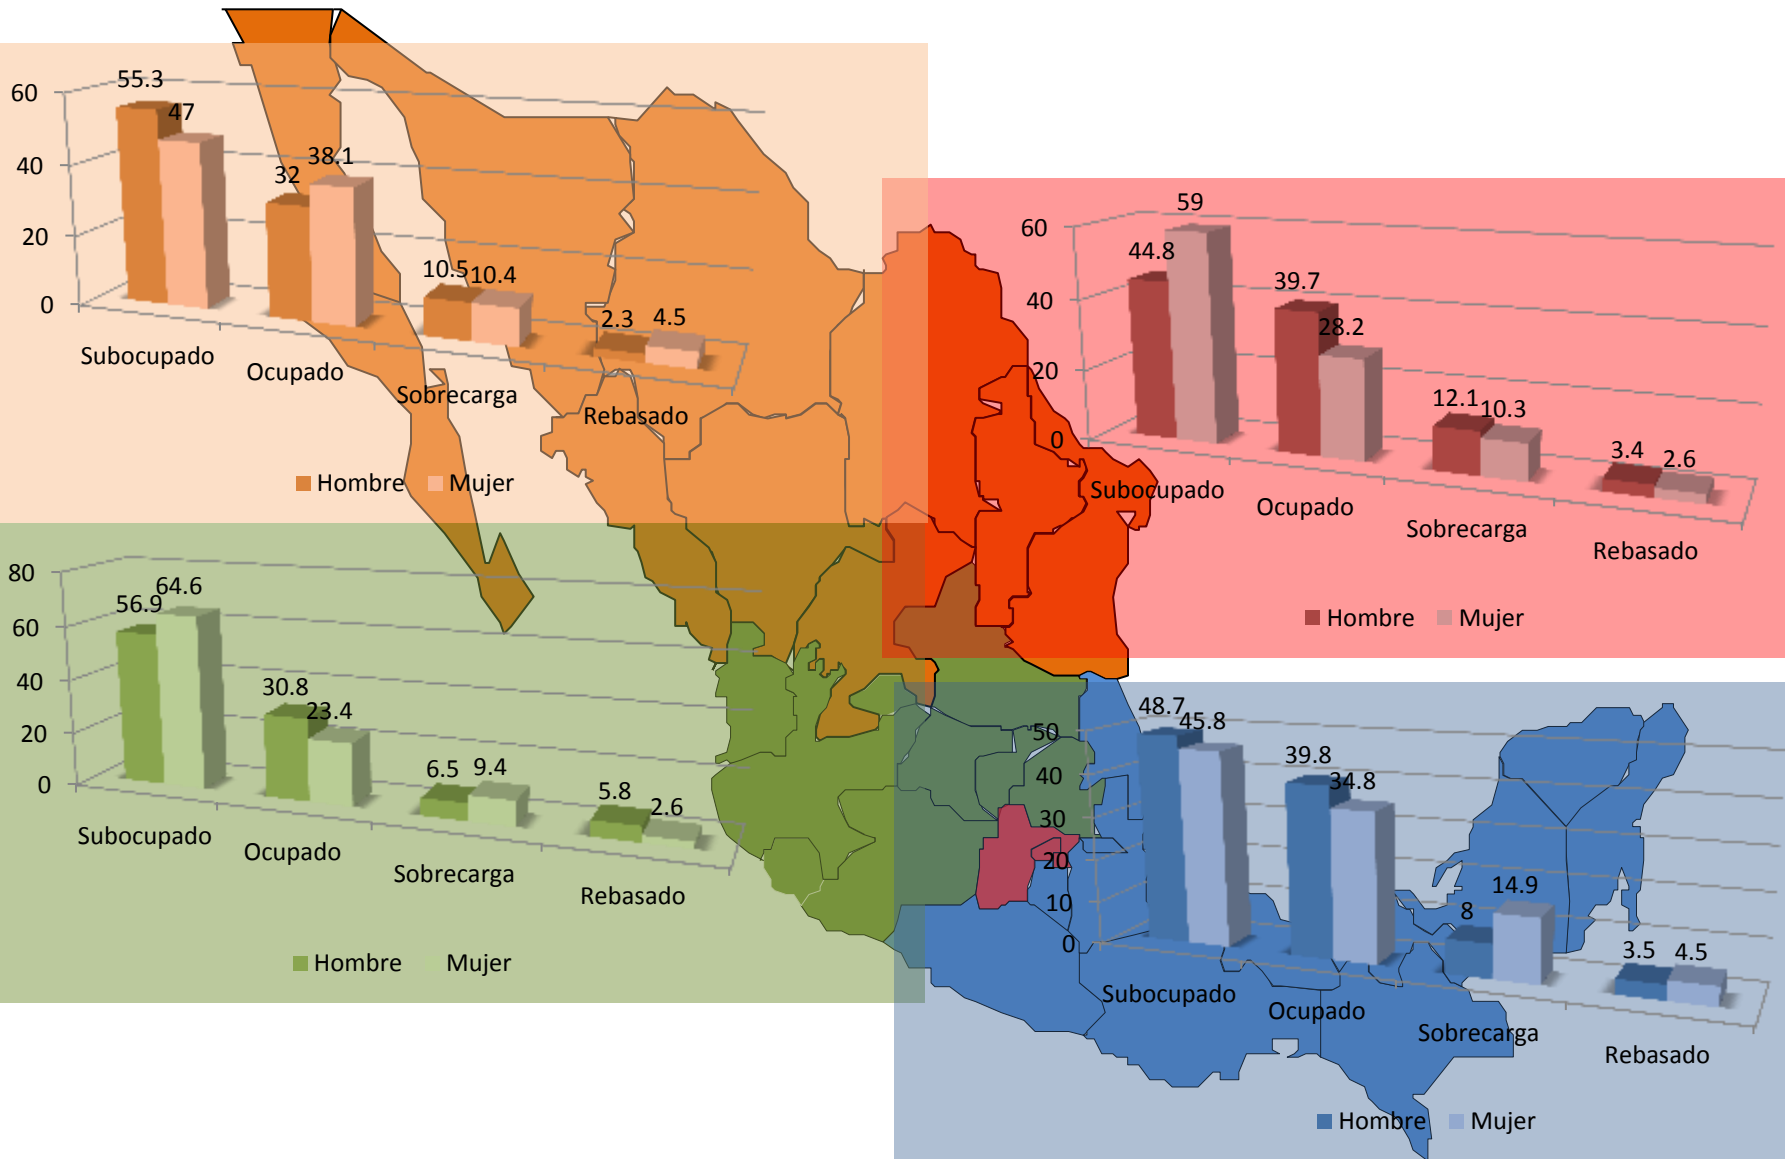 55.3
60
47
40
38.1
32
20
10.5
10.4
2.3
4.5
0
Subocupado
Ocupado
Sobrecarga
Rebasado
Hombre Mujer
59
60
44.8
39.7
40
28.2
20
12.1
10.3
3.4
2.6
0
Subocupado
Ocupado
Sobrecarga
Rebasado
Hombre Mujer
80
64.6
56.9
60
30.8
40
23.4
20
6.5
9.4
5.8
2.6
0
Subocupado
Ocupado
Sobrecarga
Rebasado
Hombre Mujer
48.7
45.8
50
39.8
40
34.8
30
20
14.9
10
8
3.5
4.5
0
Subocupado
Ocupado
Sobrecarga
Rebasado
Hombre Mujer